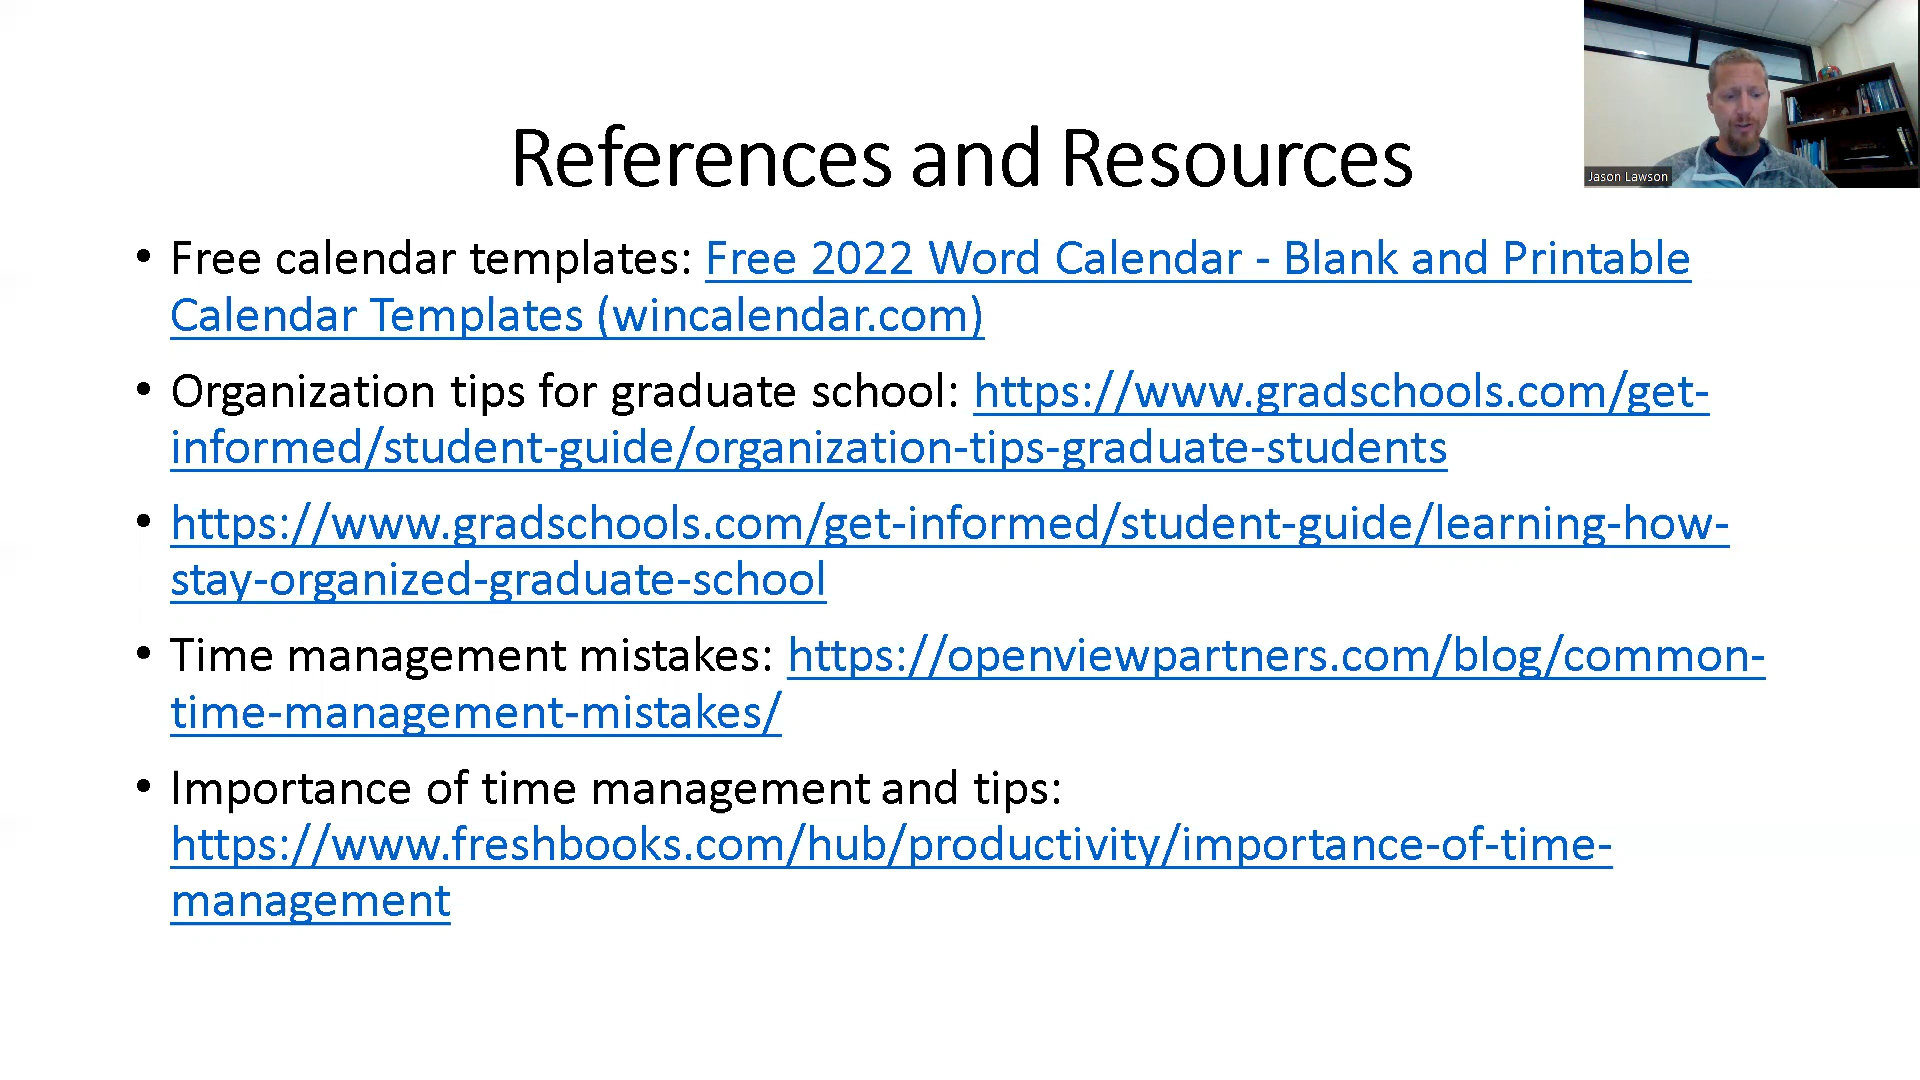 References and Resources
Jason Lawson
• Free calendar templates: Free 2022 Word Calendar - Blank and Printable
Calendar Templates (wincalendar.com)
• Organization tips for graduate school: https://www.gradschools.com/get-
informed/student-guide/organization-tips-graduate-students
• https://www.gradschools.com/get-informed/student-guide/learning-how-
stay-organized-graduate-school
• Time management mistakes: https://openviewpartners.com/blog/common-
time-management-mistakes/
• Importance of time management and tips:
https://www.freshbooks.com/hub/productivity/importance-of-time-
management